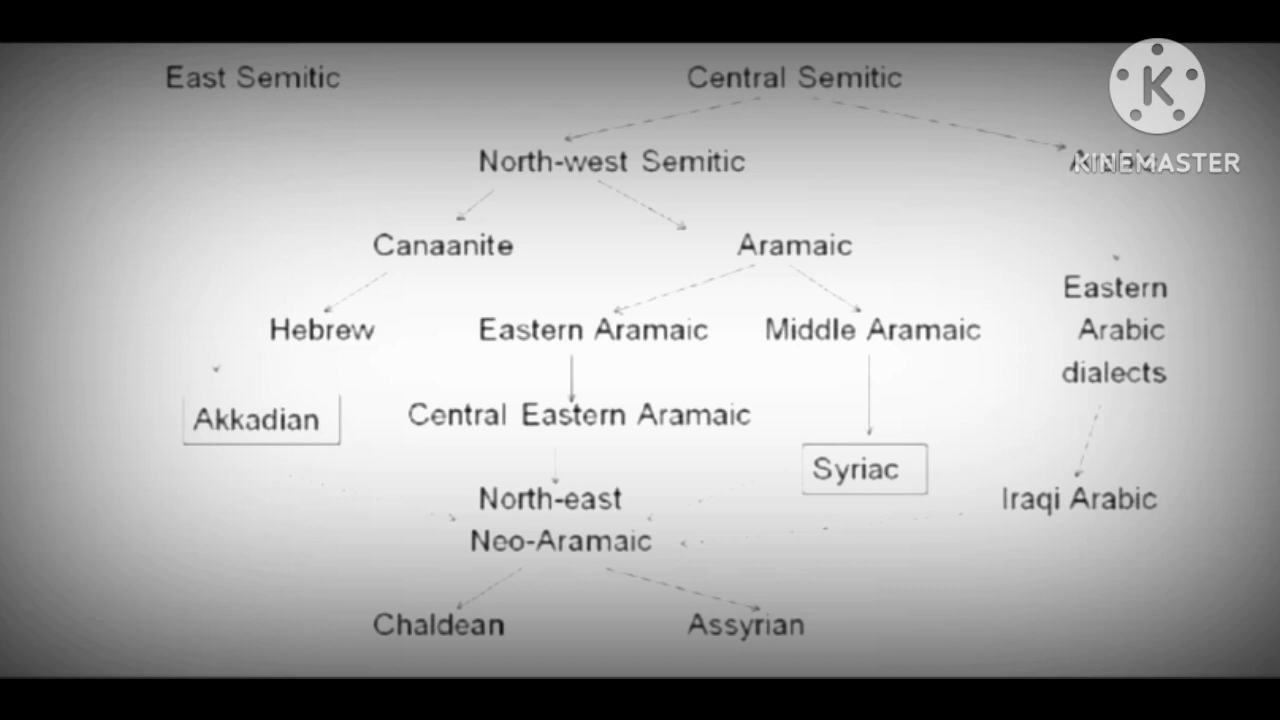 East Semitic
Central Semitic
K
KINEMASTER
North-west Semitic
Canaanite
Aramaic
Eastern
Arabic
dialects
Hebrew
Eastern Aramaic
Middle Aramaic
Akkadian
Central Eastern Aramaic
Syriac
North-east
Neo-Aramaic
Iraqi Arabic
Chaldean
Assyrian